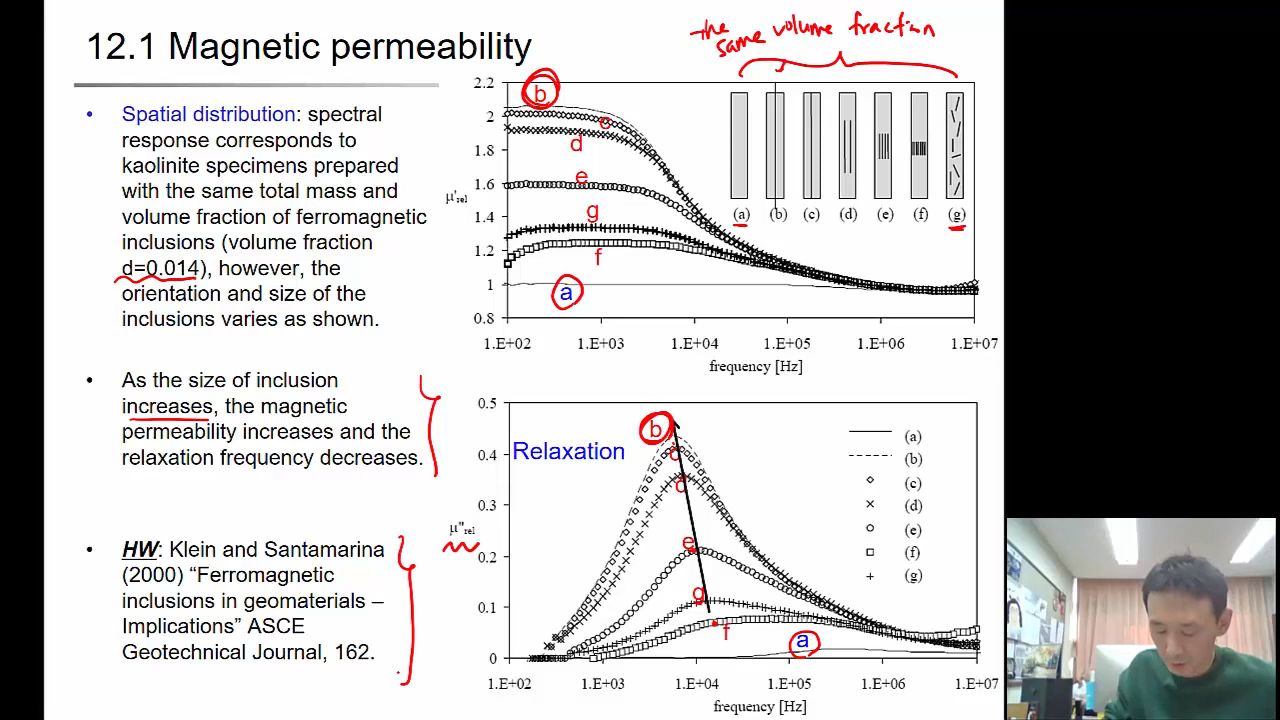 12.1 Magnetic permeability
the same volume fraction
• Spatial distribution: spectral
response corresponds to
kaolinite specimens prepared
with the same total mass and
volume fraction of ferromagnetic
inclusions (volume fraction
d=0.014), however, the
orientation and size of the
inclusions varies as shown.
• As the size of inclusion
increases, the magnetic
permeability increases and the
relaxation frequency decreases.
• HW: Klein and Santamarina
(2000) “Ferromagnetic
inclusions in geomaterials –
Implications” ASCE
Geotechnical Journal, 162.
2.2
2
1.8
1.6
1.4
1.2
1
0.8
μ'rel
b
c
d
e
g
f
a
(a) (b) (c) (d) (e) (f) (g)
1.E+02 1.E+03 1.E+04 1.E+05 1.E+06 1.E+07
frequency [Hz]
0.5
0.4
0.3
0.2
0.1
0
μ"rel
Relaxation
b
c
d
e
g
f
a
(a)
(b)
(c)
(d)
(e)
(f)
(g)
1.E+02 1.E+03 1.E+04 1.E+05 1.E+06 1.E+07
frequency [Hz]